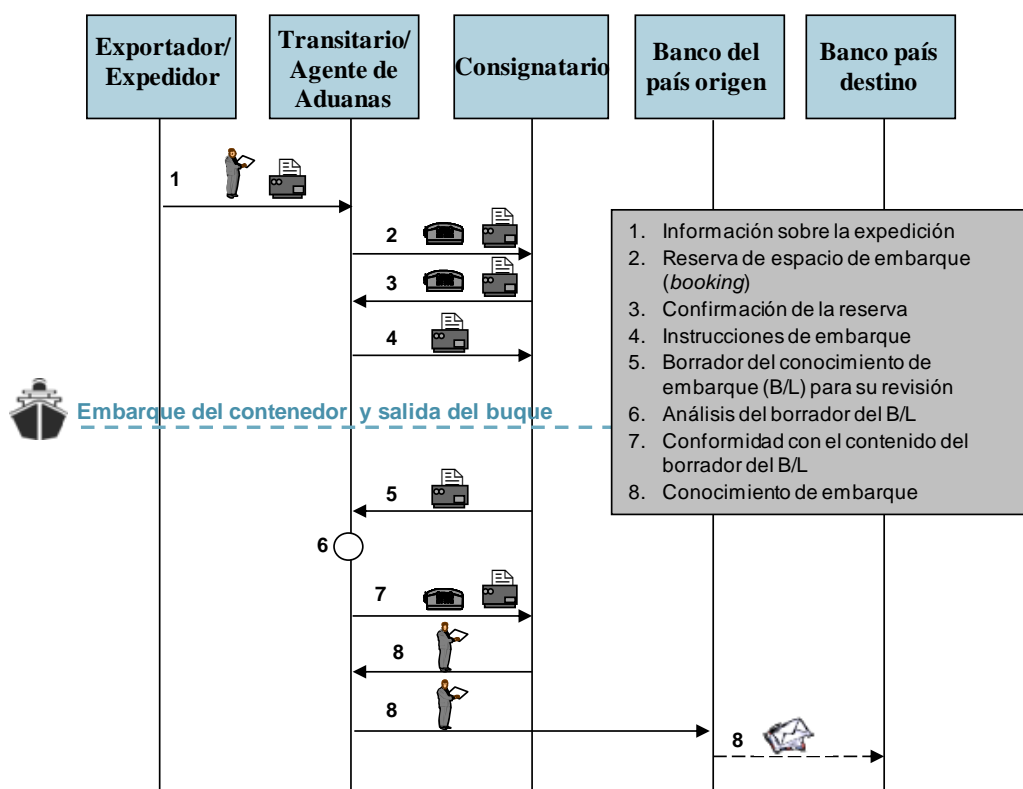 Exportador/
Expedidor
Transitario/
Agente de
Aduanas
Consignatario
Banco del
país origen
Banco país
destino
1
2
3
4
1. Información sobre la expedición
2. Reserva de espacio de embarque
(booking)
3. Confirmación de la reserva
4. Instrucciones de embarque
5. Borrador del conocimiento de
embarque (B/L) para su revisión
6. Análisis del borrador del B/L
7. Conformidad con el contenido del
borrador del B/L
8. Conocimiento de embarque
Embarque del contenedor y salida del buque
5
6
7
8
8
8